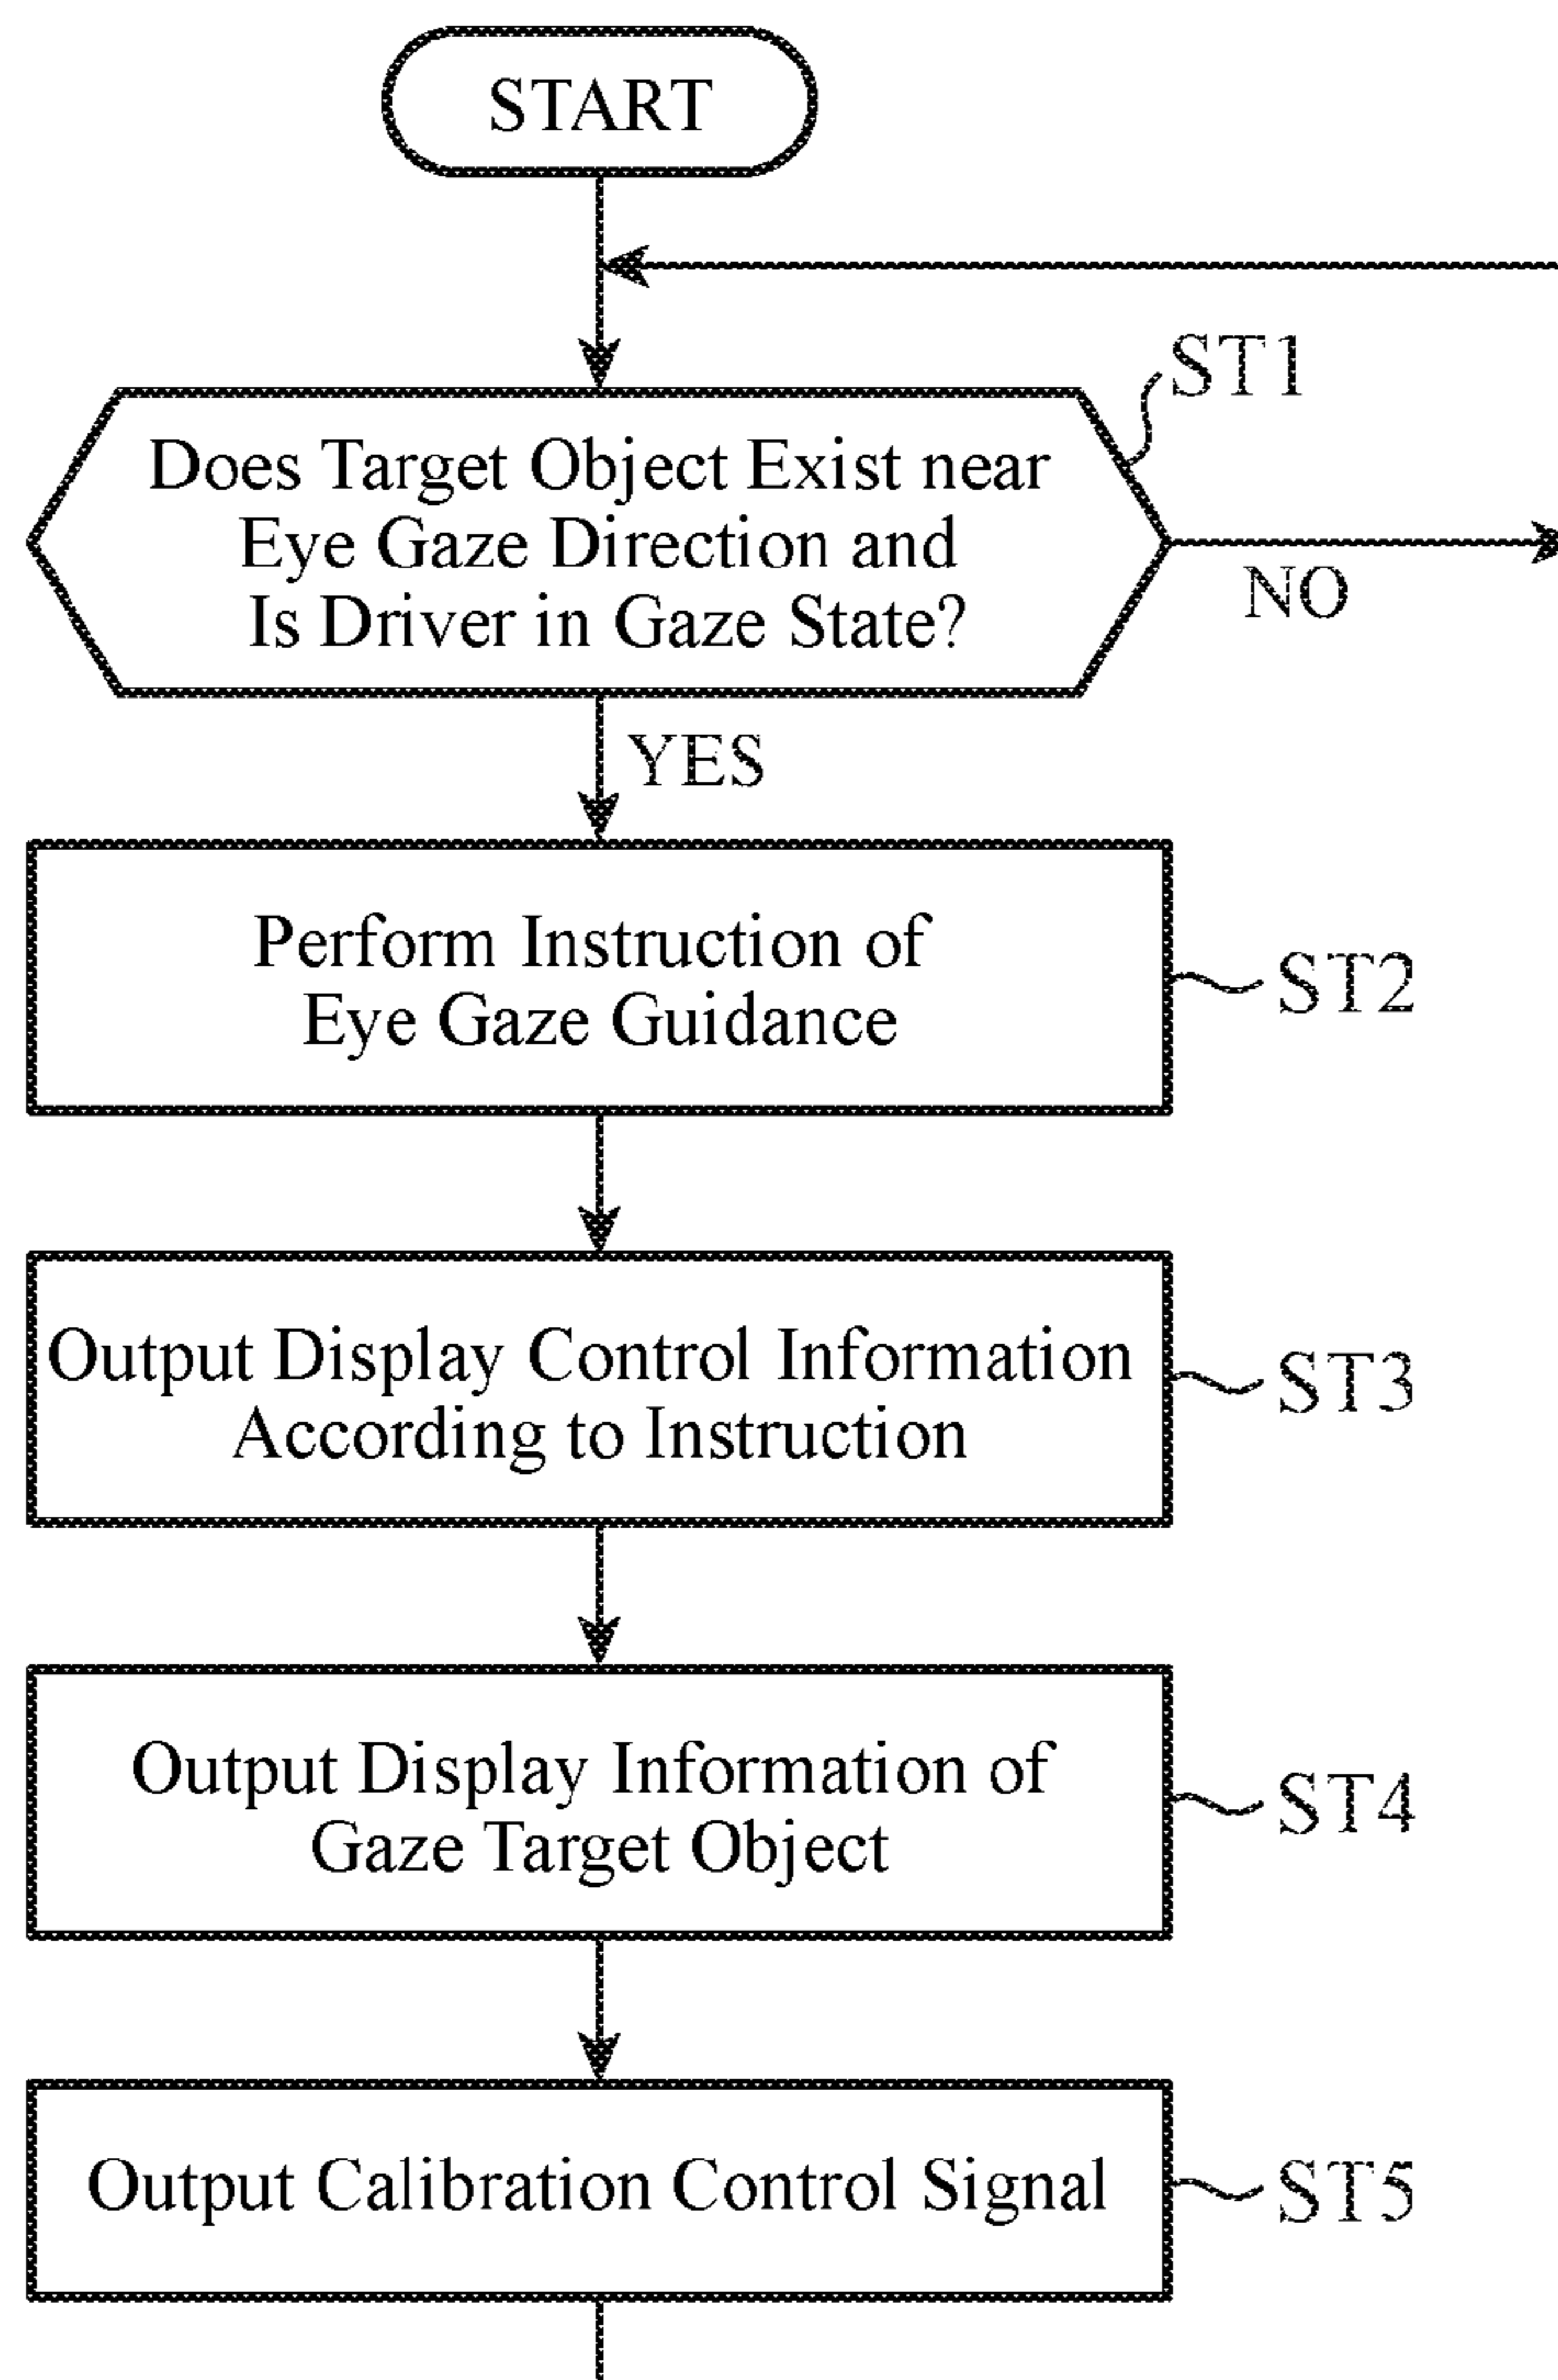 START
ST1
Does Target Object Exist near
Eye Gaze Direction and
Is Driver in Gaze State?
NO
YES
Perform Instruction of
Eye Gaze Guidance
ST2
Output Display Control Information
According to Instruction
ST3
Output Display Information of
Gaze Target Object
ST4
Output Calibration Control Signal
ST5